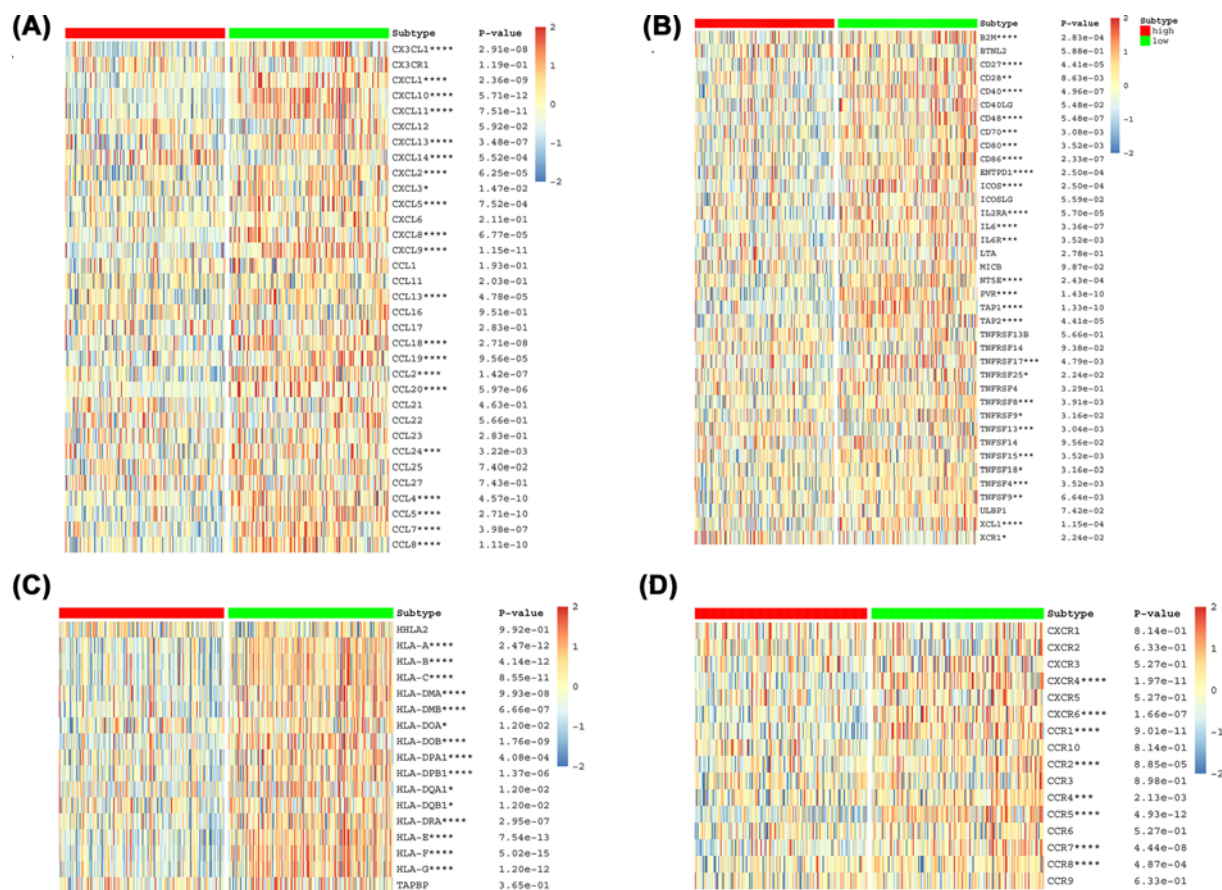 (A)
Subtype P-value
CX3CL1**** 2.91e-08
CX3CR1 1.19e-01
CXCL1**** 2.36e-09
CXCL10**** 5.71e-12
CXCL11**** 7.51e-11
CXCL12 5.92e-02
CXCL13**** 3.48e-07
CXCL14**** 5.52e-04
CXCL2**** 6.25e-05
CXCL3* 1.47e-02
CXCL5**** 7.52e-04
CXCL6 2.11e-01
CXCL8**** 6.77e-05
CXCL9**** 1.15e-11
CCL1 1.93e-01
CCL11 2.03e-01
CCL13**** 4.78e-05
CCL16 9.51e-01
CCL17 2.83e-01
CCL18**** 2.71e-08
CCL19**** 9.56e-05
CCL2**** 1.42e-07
CCL20**** 5.97e-06
CCL21 4.63e-01
CCL22 5.66e-01
CCL23 2.83e-01
CCL24*** 3.22e-03
CCL25 7.40e-02
CCL27 7.43e-01
CCL4**** 4.57e-10
CCL5**** 2.71e-10
CCL7**** 3.98e-07
CCL8**** 1.11e-10
2
1
0
-1
-2
(B)
Subtype P-value
B2M**** 2.83e-04
BTNL2 5.88e-01
CD27**** 4.41e-05
CD28** 8.63e-03
CD40**** 4.96e-07
CD40LG 5.48e-02
CD48**** 5.48e-07
CD70*** 3.08e-03
CD80*** 3.52e-03
CD86**** 2.33e-07
ENTPD1**** 2.50e-04
ICOS**** 2.50e-04
ICOSLG 5.59e-02
IL2RA**** 5.70e-05
IL6**** 3.36e-07
IL6R*** 3.52e-03
LTA 2.78e-01
MICB 9.87e-02
NT5E**** 2.43e-04
PVR**** 1.43e-10
TAP1**** 1.33e-10
TAP2**** 4.41e-05
TNFRSF13B 5.66e-01
TNFRSF14 9.38e-02
TNFRSF17*** 4.79e-03
TNFRSF25* 2.24e-02
TNFRSF4 3.29e-01
TNFRSF8*** 3.91e-03
TNFRSF9* 3.16e-02
TNFSF13*** 3.04e-03
TNFSF14 9.56e-02
TNFSF15*** 3.52e-03
TNFSF18* 3.16e-02
TNFSF4*** 3.52e-03
TNFSF9** 6.64e-03
ULBP1 7.42e-02
XCL1**** 1.15e-04
XCR1* 2.24e-02
2
1
0
-1
-2
Subtype
high
low
(C)
Subtype P-value
HHLA2 9.92e-01
HLA-A**** 2.47e-12
HLA-B**** 4.14e-12
HLA-C**** 8.55e-11
HLA-DMA**** 9.93e-08
HLA-DMB**** 6.66e-07
HLA-DOA* 1.20e-02
HLA-DOB**** 1.76e-09
HLA-DPA1**** 4.08e-04
HLA-DPB1**** 1.37e-06
HLA-DQA1* 1.20e-02
HLA-DQB1* 1.20e-02
HLA-DRA**** 2.95e-07
HLA-E**** 7.54e-13
HLA-F**** 5.02e-15
HLA-G**** 1.20e-12
TAPBP 3.65e-01
2
1
0
-1
-2
(D)
Subtype P-value
CXCR1 8.14e-01
CXCR2 6.33e-01
CXCR3 5.27e-01
CXCR4**** 1.97e-11
CXCR5 5.27e-01
CXCR6**** 1.66e-07
CCR1**** 9.01e-11
CCR10 8.14e-01
CCR2**** 8.85e-05
CCR3 8.98e-01
CCR4*** 2.13e-03
CCR5**** 4.93e-12
CCR6 5.27e-01
CCR7**** 4.44e-08
CCR8**** 4.87e-04
CCR9 6.33e-01
2
1
0
-1
-2